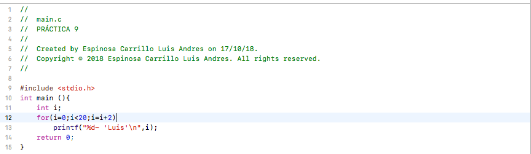 1 //
2 // main.c
3 // PRÁCTICA 9
4 //
5 // Created by Espinosa Carrillo Luis Andres on 17/10/18.
6 // Copyright © 2018 Espinosa Carrillo Luis Andres. All rights reserved.
7 //
8
9 #include <stdio.h>
10 int main (){
11 int i;
12 for(i=0;i<20;i=i+2)
13 printf("%d- 'Luis'\n",i);
14 return 0;
15 }